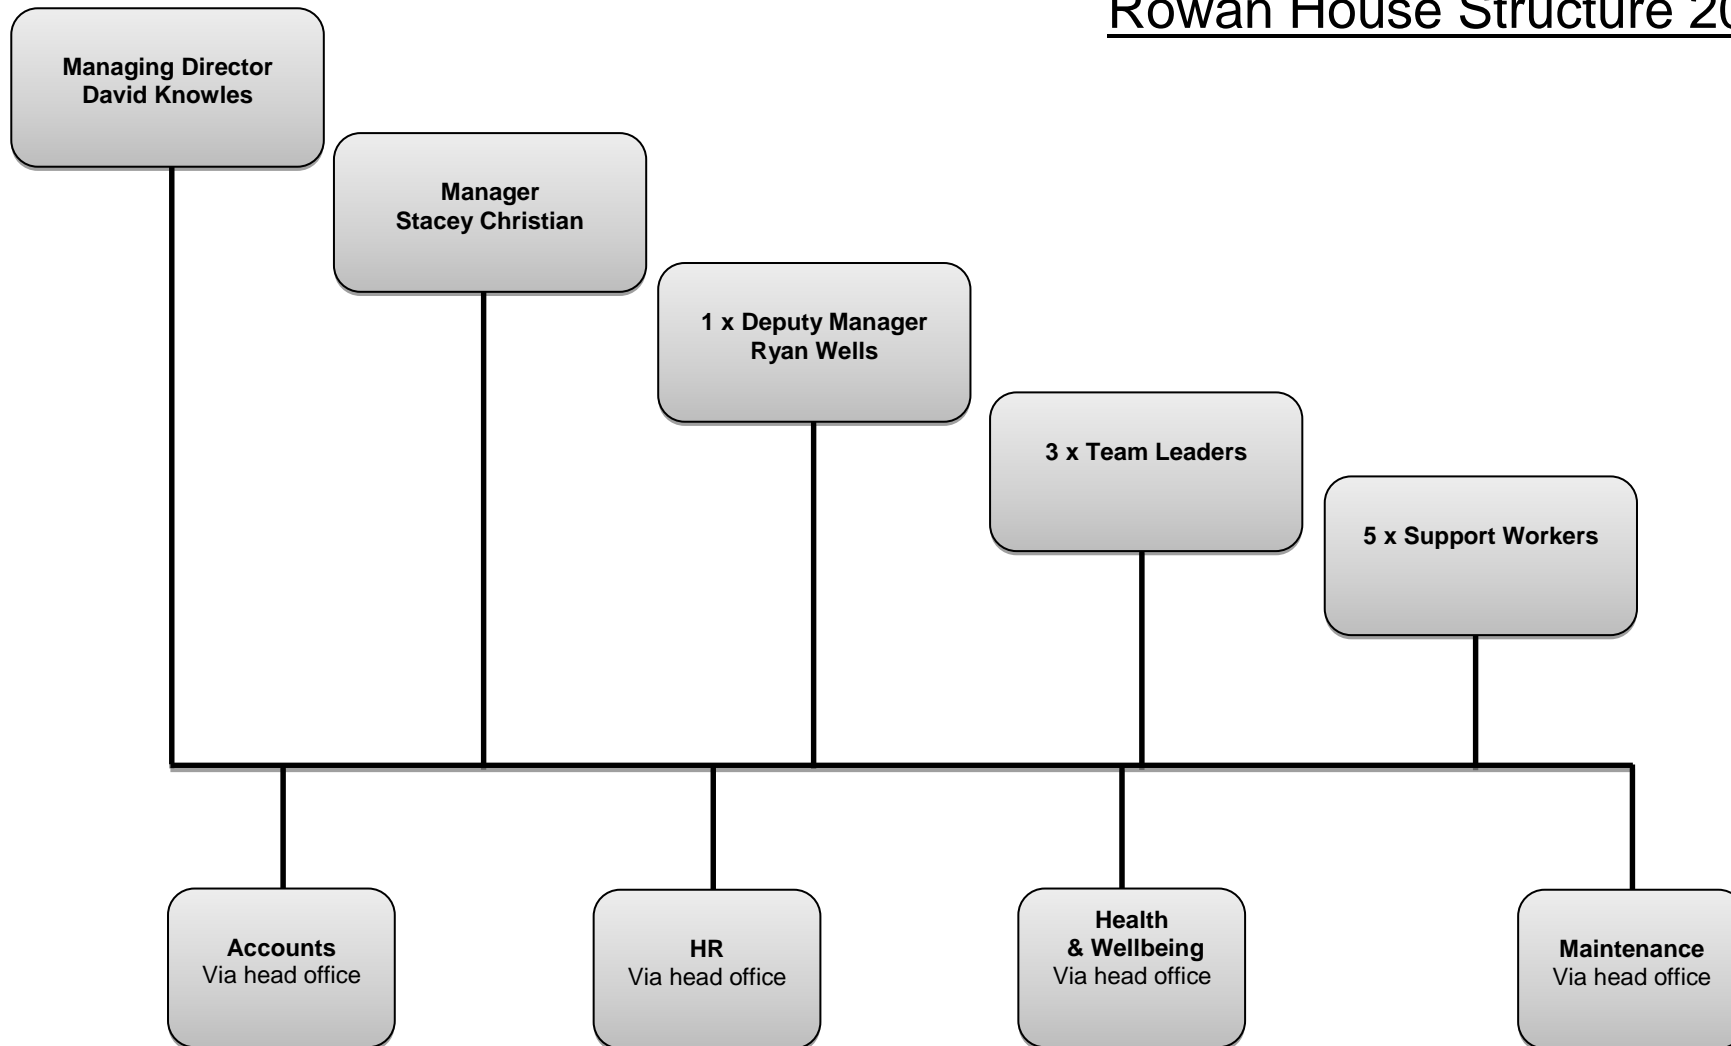 Rowan House Structure 20
Managing Director
David Knowles
Manager
Stacey Christian
1 x Deputy Manager
Ryan Wells
3 x Team Leaders
5 x Support Workers
Accounts
Via head office
HR
Via head office
Health
& Wellbeing
Via head office
Maintenance
Via head office